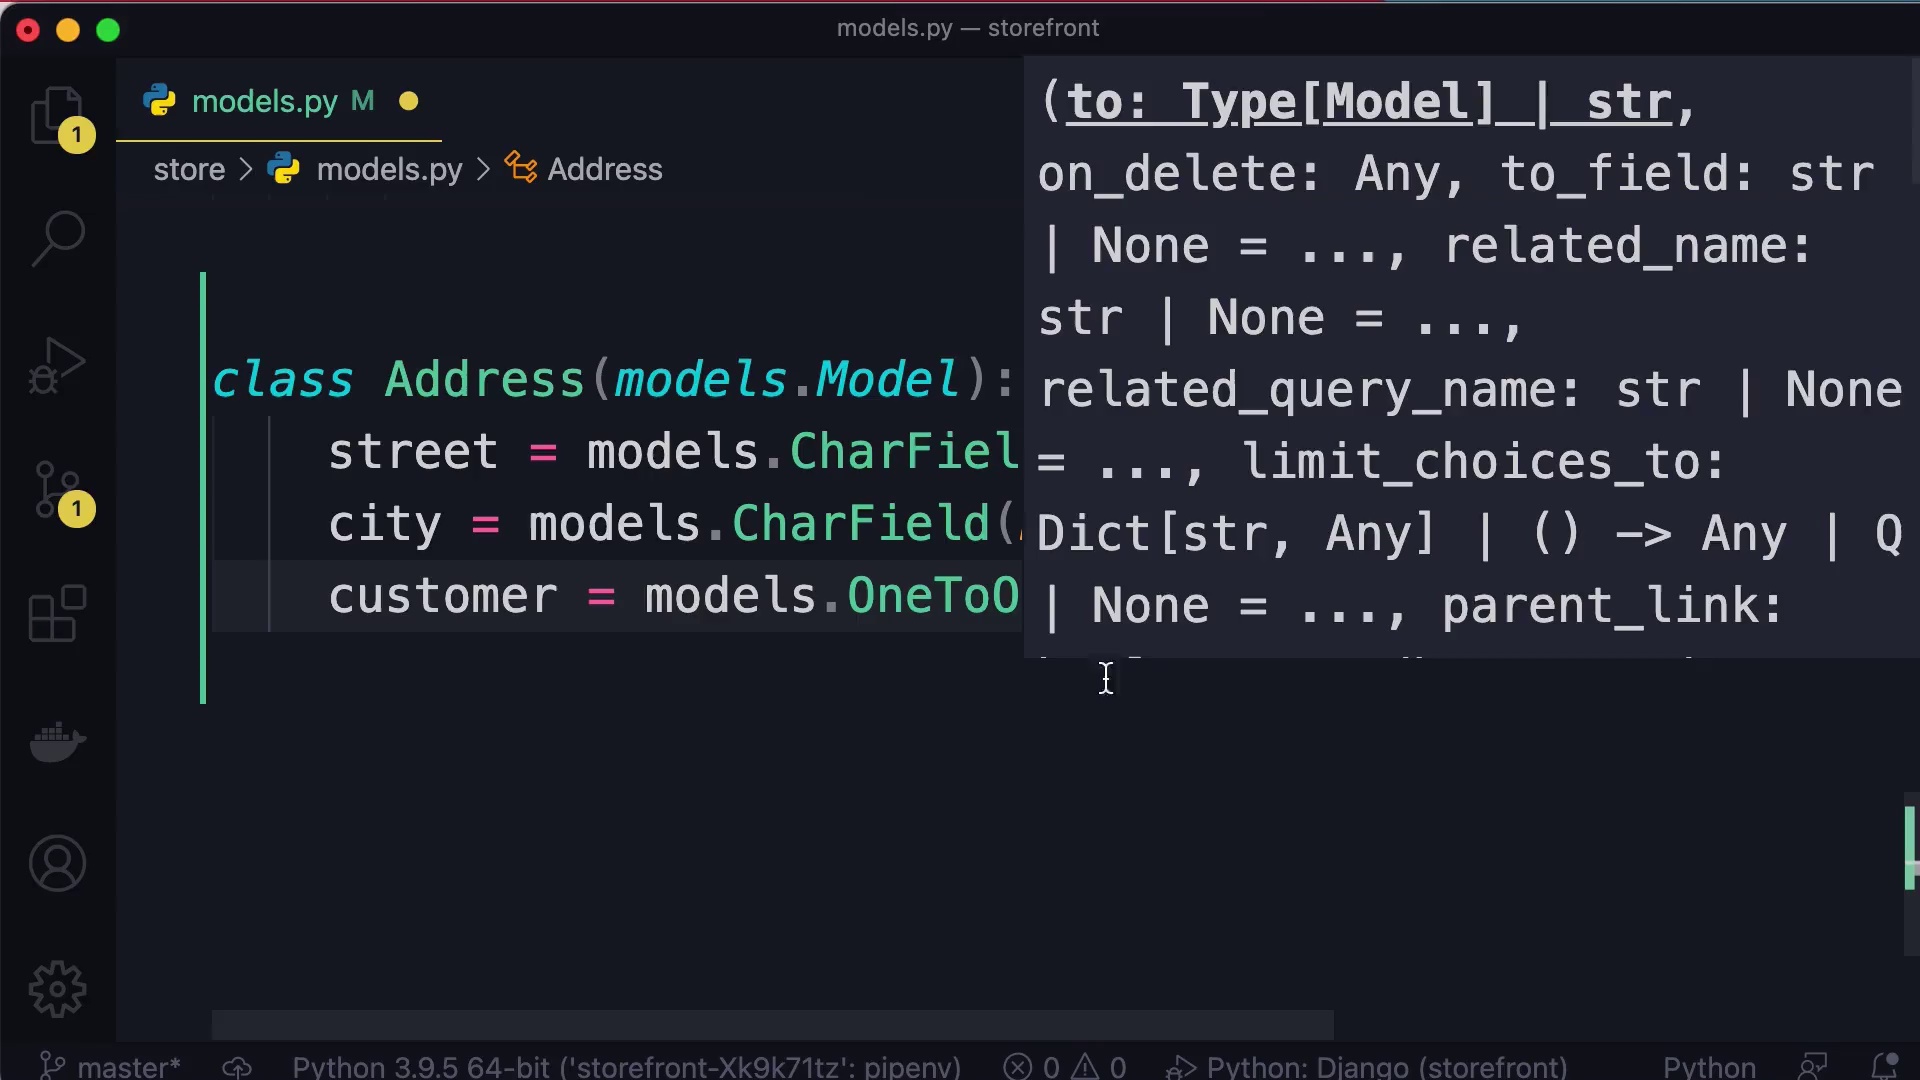 models.py — storefront
models.py M
store > models.py > Address
1
1
class Address(models.Model):
street = models.CharFiel
city = models.CharField(
customer = models.OneToO
(to: Type[Model] | str,
on_delete: Any, to_field: str
| None = ..., related_name:
str | None = ...,
related_query_name: str | None
= ..., limit_choices_to:
Dict[str, Any] | () -> Any | Q
| None = ..., parent_link:
master* Python 3.9.5 64-bit ('storefront-Xk9k71tz': pipenv) 0 0 Python: Django (storefront) Python